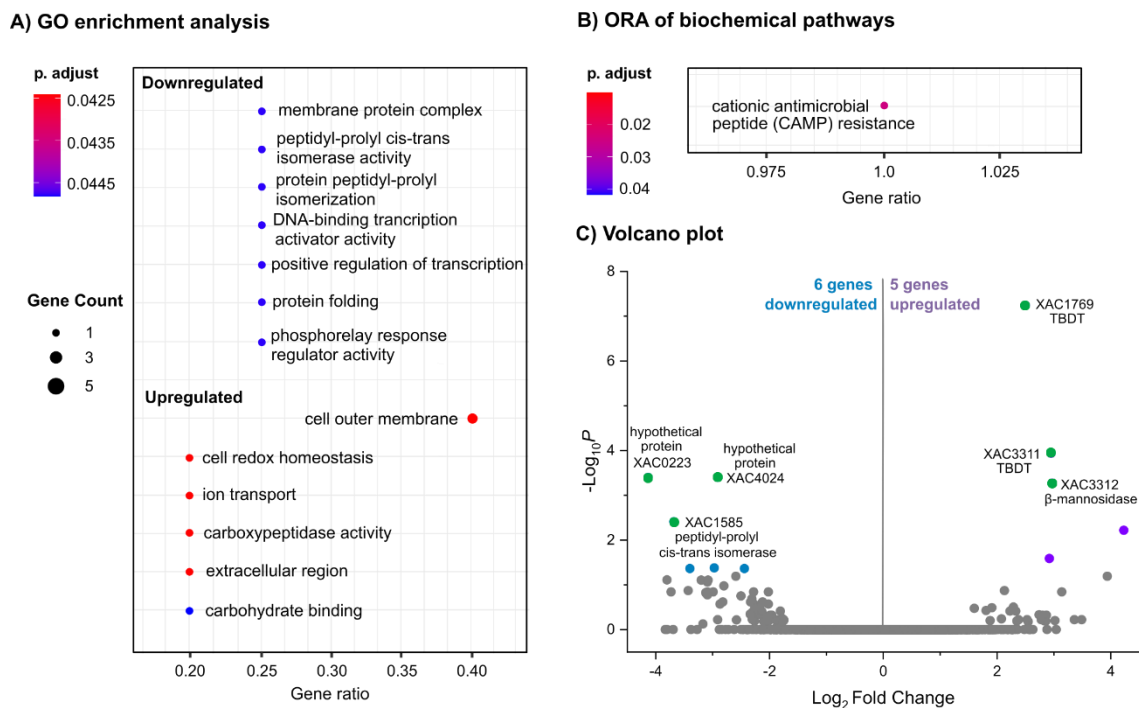 A) GO enrichment analysis
p. adjust
0.0425
0.0435
0.0445
Gene Count
1
3
5
Downregulated
membrane protein complex
peptidyl-prolyl cis-trans
isomerase activity
protein peptidyl-prolyl
isomerization
DNA-binding trancription
activator activity
positive regulation of transcription
protein folding
phosphorelay response
regulator activity
Upregulated
cell outer membrane
cell redox homeostasis
ion transport
carboxypeptidase activity
extracellular region
carbohydrate binding
0.20 0.25 0.30 0.35 0.40
Gene ratio
B) ORA of biochemical pathways
p. adjust
0.02
0.03
0.04
cationic antimicrobial
peptide (CAMP) resistance
0.975 1.0 1.025
Gene ratio
C) Volcano plot
-Log10P
8
6
4
2
0
6 genes
downregulated
5 genes
upregulated
XAC1769
TBDT
hypothetical
protein
XAC0223
hypothetical
protein
XAC4024
XAC3311
TBDT
XAC3312
β-mannosidase
XAC1585
peptidyl-prolyl
cis-trans isomerase
-4 -2 0 2 4
Log2 Fold Change